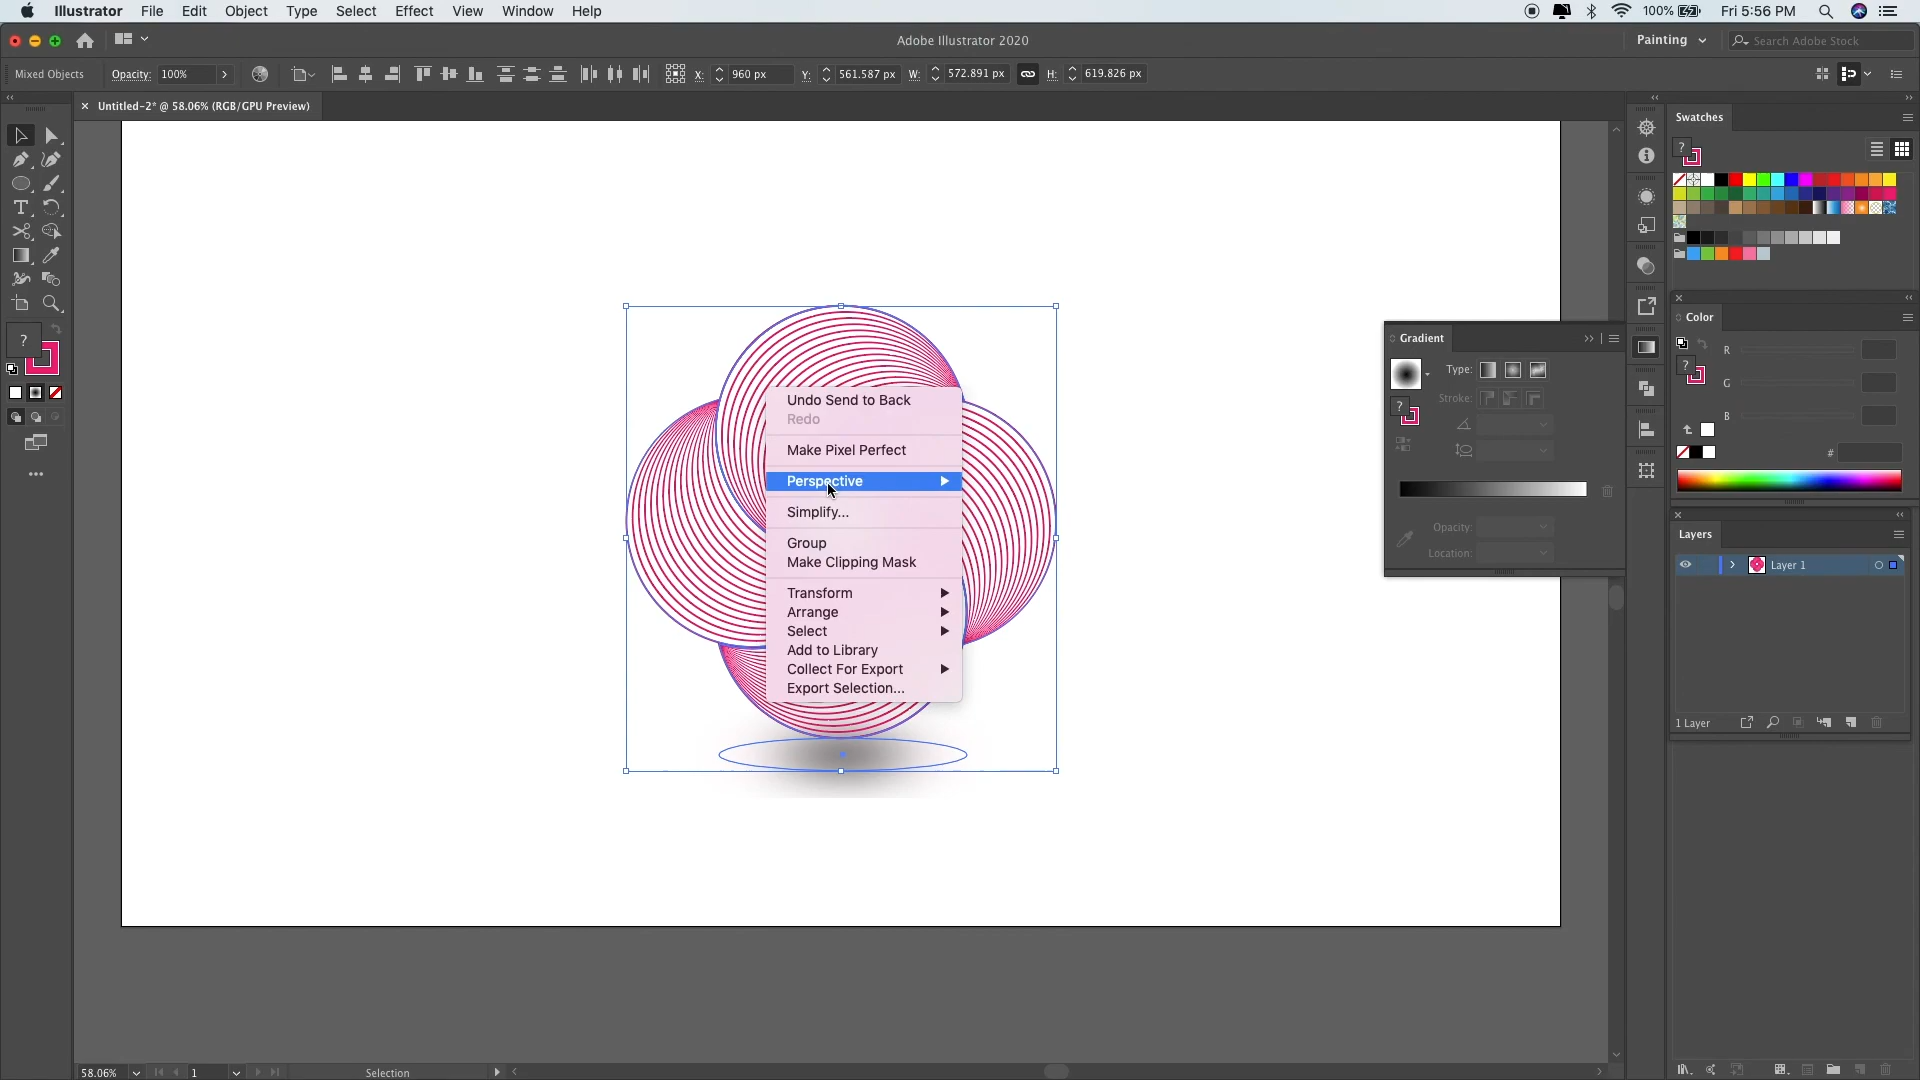 Illustrator File Edit Object Type Select Effect View Window Help 100% Fri 5:56 PM
Adobe Illustrator 2020 Painting Search Adobe Stock
Mixed Objects Opacity: 100% X: 960 px Y: 561.587 px W: 572.891 px H: 619.826 px
Untitled-2* @ 58.06% (RGB/GPU Preview)
Swatches
Color
R
G
B
#
Gradient
Type:
Stroke:
Opacity:
Location:
Undo Send to Back
Redo
Make Pixel Perfect
Perspective
Simplify...
Group
Make Clipping Mask
Transform
Arrange
Select
Add to Library
Collect For Export
Export Selection...
Layers
Layer 1
1 Layer
58.06% 1 Selection